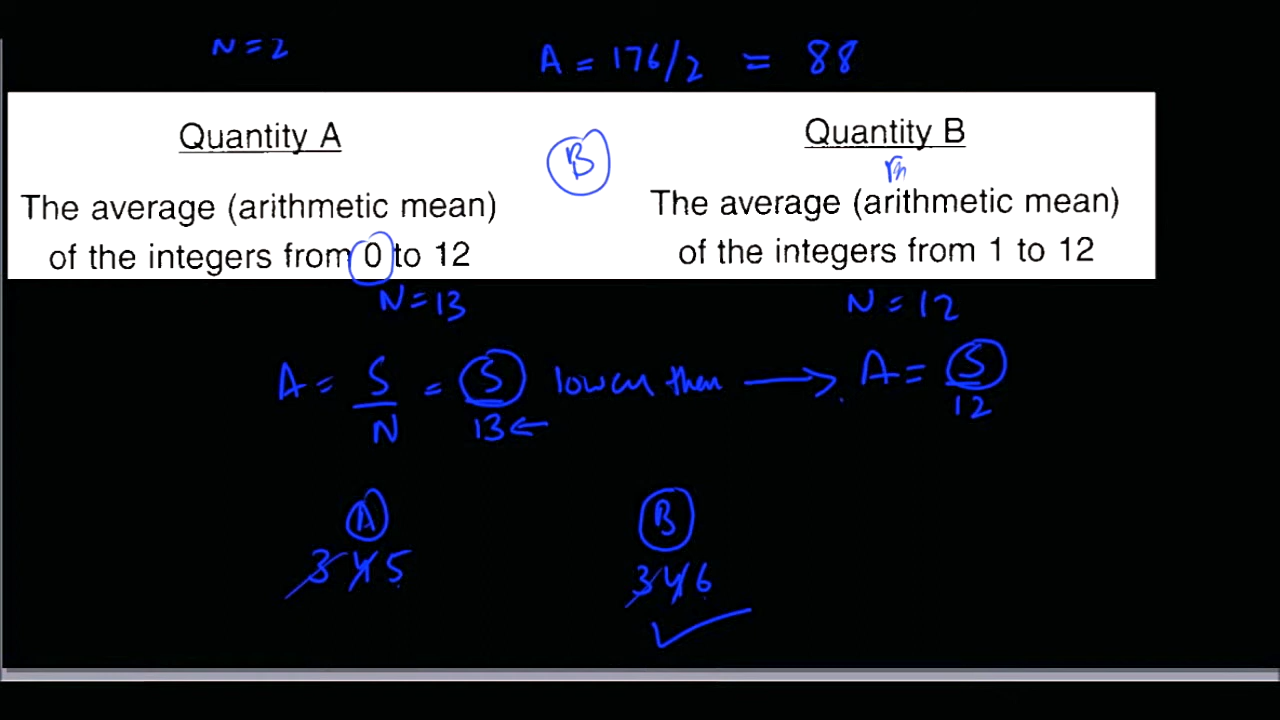 N = 2
A = 176/2 = 88
Quantity A
B
Quantity B
The average (arithmetic mean)
of the integers from 0 to 12
The average (arithmetic mean)
of the integers from 1 to 12
N = 13
N = 12
A = S/N = S/13 ← lower then → A = S/12
A
B
3 4 5
3 4 6